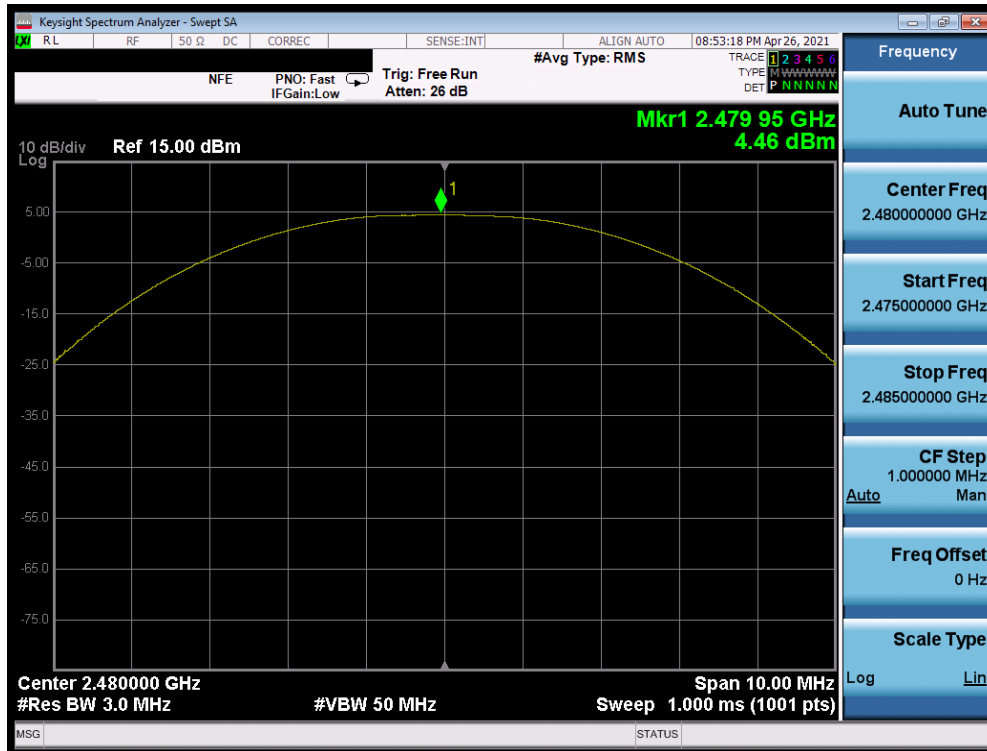 LXI Keysight Spectrum Analyzer - Swept SA
RL RF 50 Ω DC CORREC SENSE:INT ALIGN AUTO 08:53:18 PM Apr 26, 2021
#Avg Type: RMS TRACE 1 2 3 4 5 6
NFE PNO: Fast Trig: Free Run TYPE MWWWWW
IFGain:Low Atten: 26 dB DET P N N N N N
Mkr1 2.479 95 GHz
4.46 dBm
10 dB/div Ref 15.00 dBm
Log
1
5.00
-5.00
-15.0
-25.0
-35.0
-45.0
-55.0
-65.0
-75.0
Center 2.480000 GHz Span 10.00 MHz
#Res BW 3.0 MHz #VBW 50 MHz Sweep 1.000 ms (1001 pts)
MSG STATUS
Frequency
Auto Tune
Center Freq
2.480000000 GHz
Start Freq
2.475000000 GHz
Stop Freq
2.485000000 GHz
CF Step
1.000000 MHz
Auto Man
Freq Offset
0 Hz
Scale Type
Log Lin